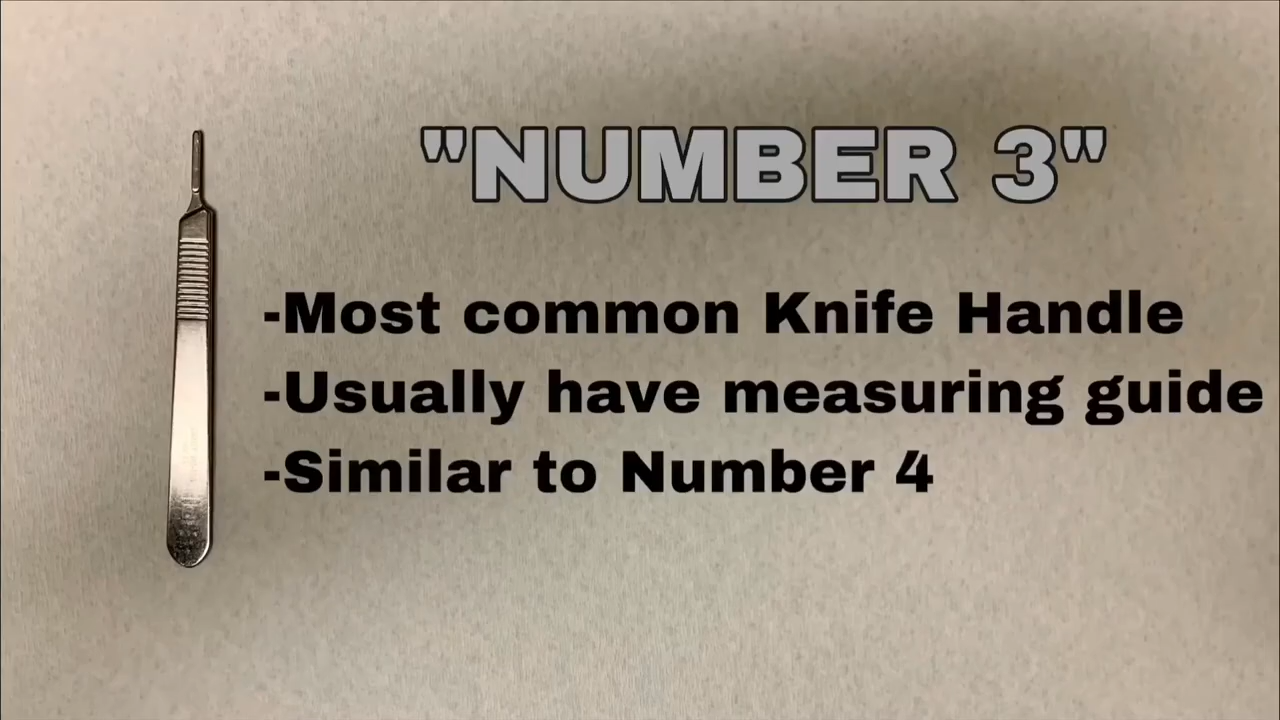 "NUMBER 3"
-Most common Knife Handle
-Usually have measuring guide
-Similar to Number 4